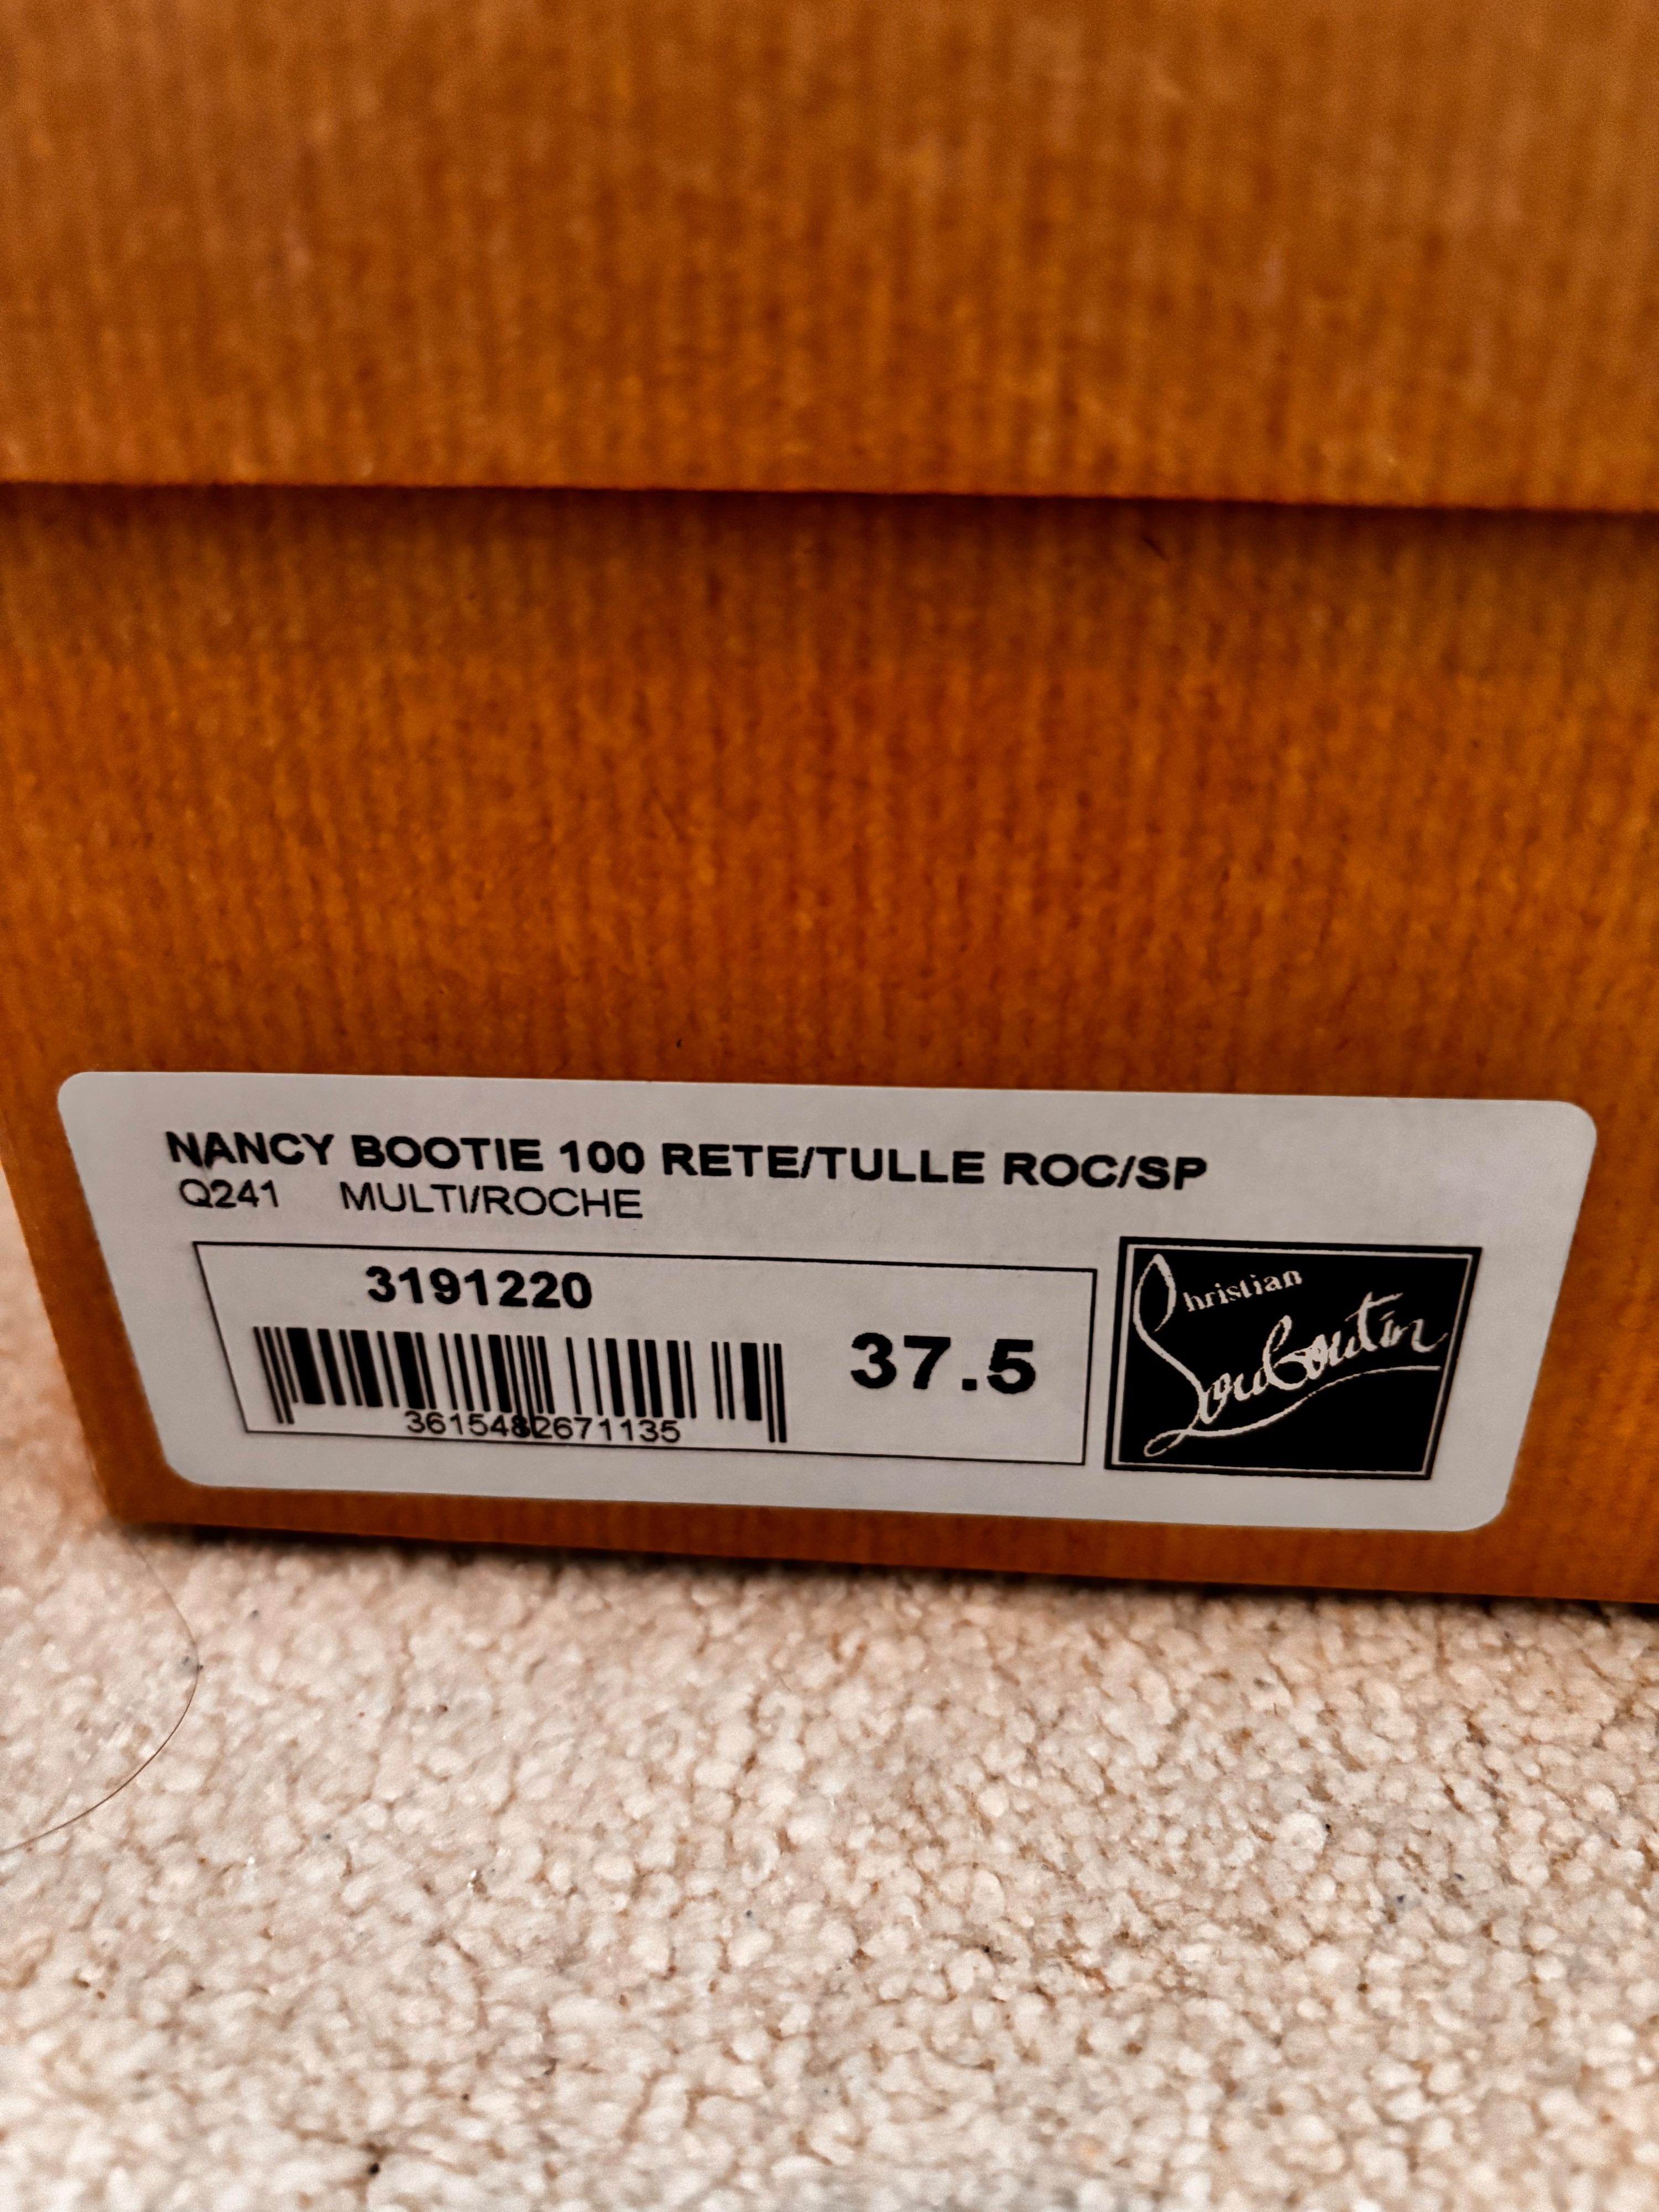 NANCY BOOTIE 100 RETE/TULLE ROC/SP
Q241 MULTI/ROCHE
3191220
37.5
3615482671135
Christian
Louboutin